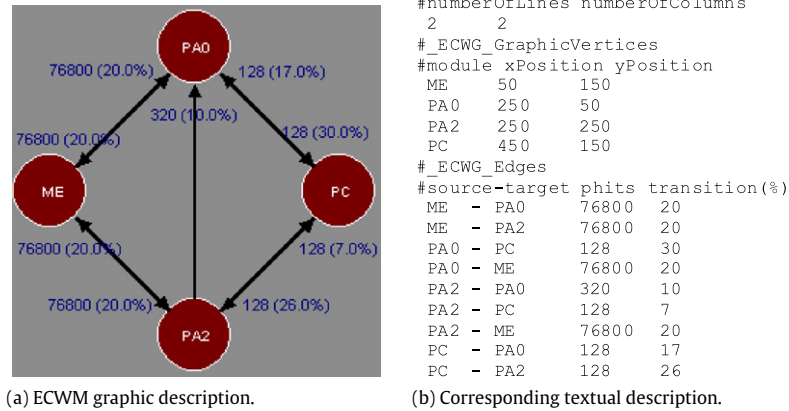 PA0
76800 (20.0%)
128 (17.0%)
320 (10.0%)
128 (30.0%)
76800 (20.0%)
ME
PC
76800 (20.0%)
128 (7.0%)
76800 (20.0%)
128 (26.0%)
PA2
(a) ECWM graphic description.
#numberOfLines numberOfColumns
2 2
#_ECWG_GraphicVertices
#module xPosition yPosition
ME 50 150
PA0 250 50
PA2 250 250
PC 450 150
#_ECWG_Edges
#source-target phits transition(%)
ME - PA0 76800 20
ME - PA2 76800 20
PA0 - PC 128 30
PA0 - ME 76800 20
PA2 - PA0 320 10
PA2 - PC 128 7
PA2 - ME 76800 20
PC - PA0 128 17
PC - PA2 128 26
(b) Corresponding textual description.